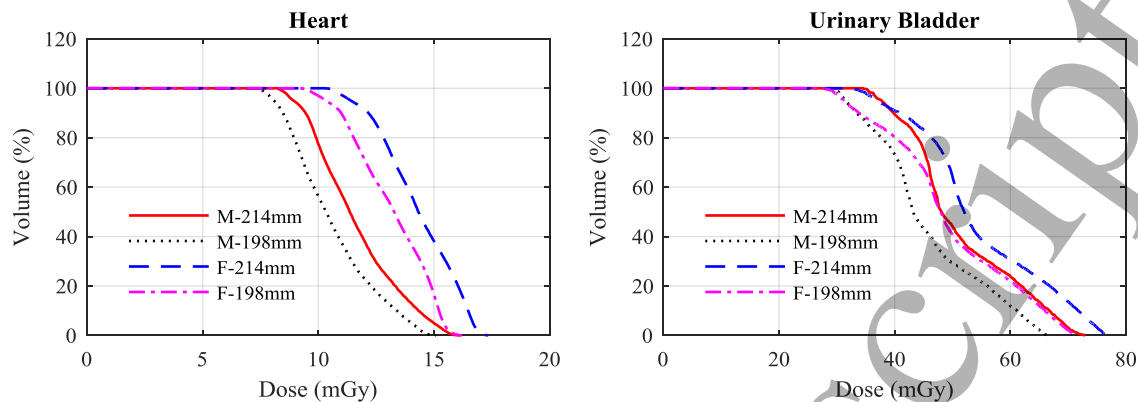 Heart
120
100
80
60
40
20
0
Volume (%)
M-214mm
M-198mm
F-214mm
F-198mm
0 5 10 15 20
Dose (mGy)
Urinary Bladder
120
100
80
60
40
20
0
Volume (%)
M-214mm
M-198mm
F-214mm
F-198mm
0 20 40 60 80
Dose (mGy)